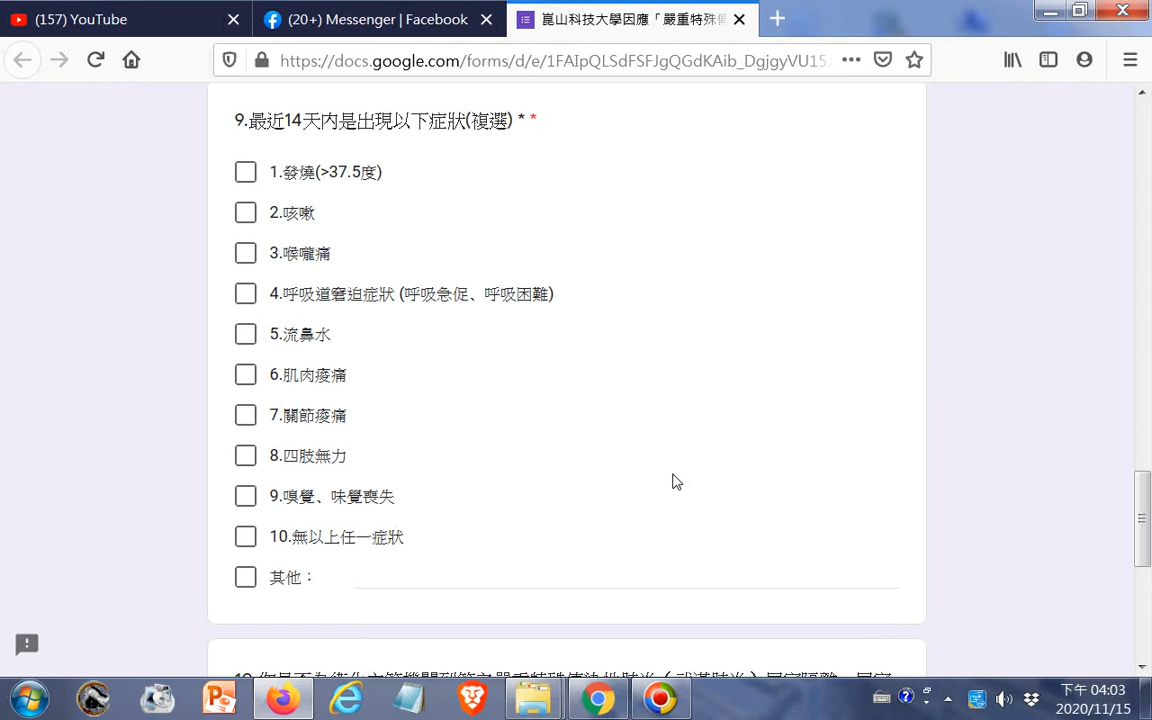 (157) YouTube
(20+) Messenger | Facebook
崑山科技大學因應「嚴重特殊
https://docs.google.com/forms/d/e/1FAIpQLSdFSFJgQGdKAib_DgjgyVU15
9.最近14天內是出現以下症狀(複選) * *
1.發燒(>37.5度)
2.咳嗽
3.喉嚨痛
4.呼吸道窘迫症狀 (呼吸急促、呼吸困難)
5.流鼻水
6.肌肉痠痛
7.關節痠痛
8.四肢無力
9.嗅覺、味覺喪失
10.無以上任一症狀
其他：
下午 04:03
2020/11/15